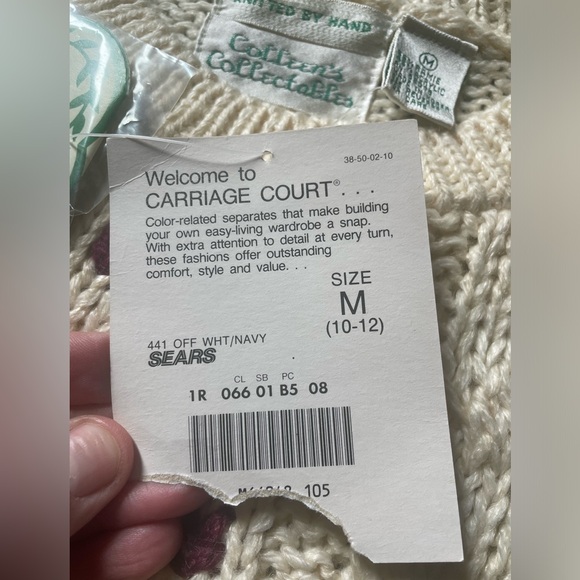 KNITTED BY HAND
Colleen's
Collectables
M
38-50-02-10
Welcome to
CARRIAGE COURT® . . .
Color-related separates that make building
your own easy-living wardrobe a snap.
With extra attention to detail at every turn,
these fashions offer outstanding
comfort, style and value. . .
SIZE
M
(10-12)
441 OFF WHT/NAVY
SEARS
CL SB PC
1R 066 01 B5 08
105